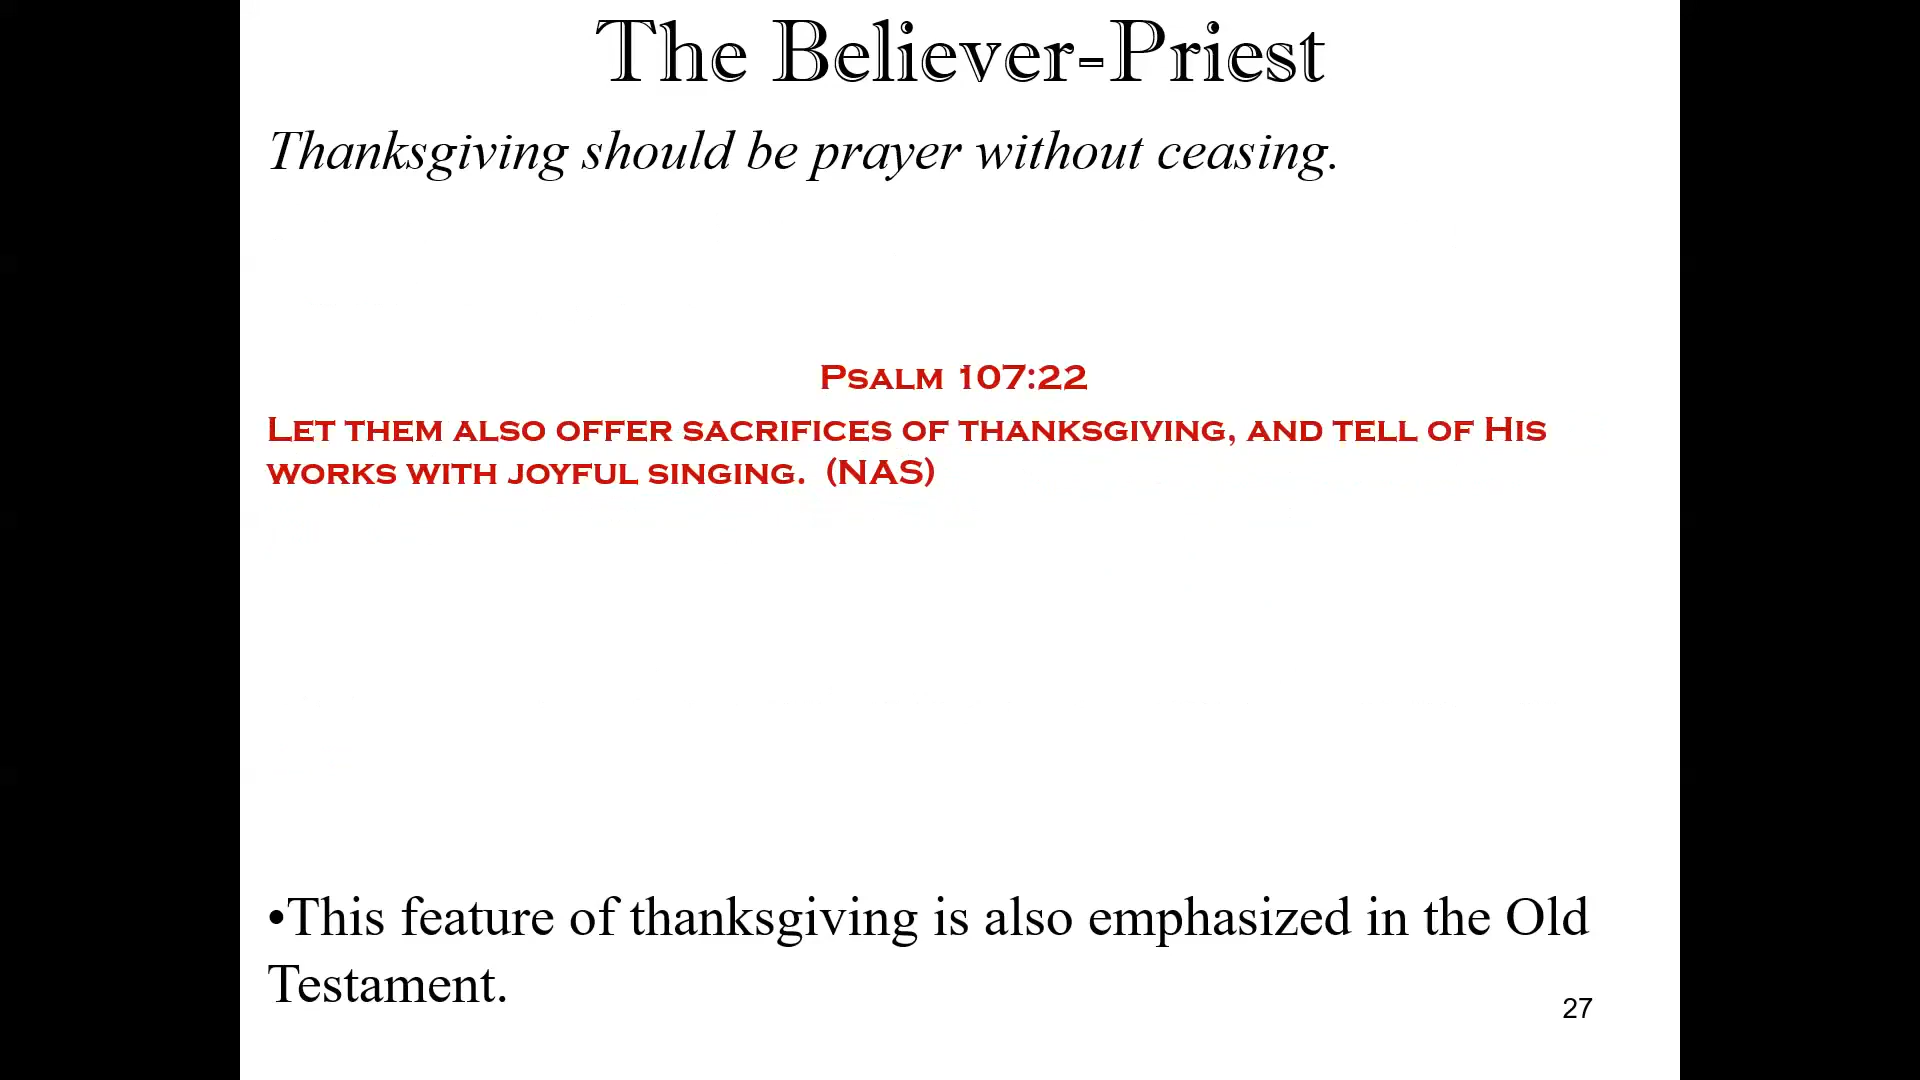 The Believer-Priest
Thanksgiving should be prayer without ceasing.
Psalm 107:22
Let them also offer sacrifices of thanksgiving, and tell of His
works with joyful singing.  (NAS)
•This feature of thanksgiving is also emphasized in the Old
Testament.
27